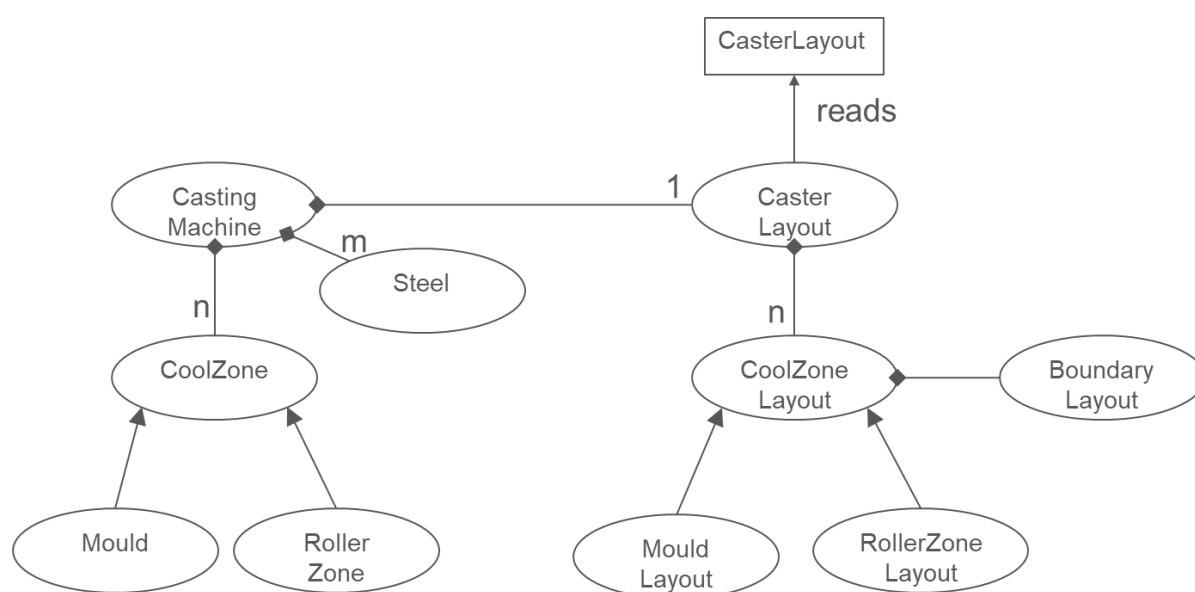 CasterLayout
reads
Casting
Machine
1
Caster
Layout
m
Steel
n
n
CoolZone
CoolZone
Layout
Boundary
Layout
Mould
Roller
Zone
Mould
Layout
RollerZone
Layout